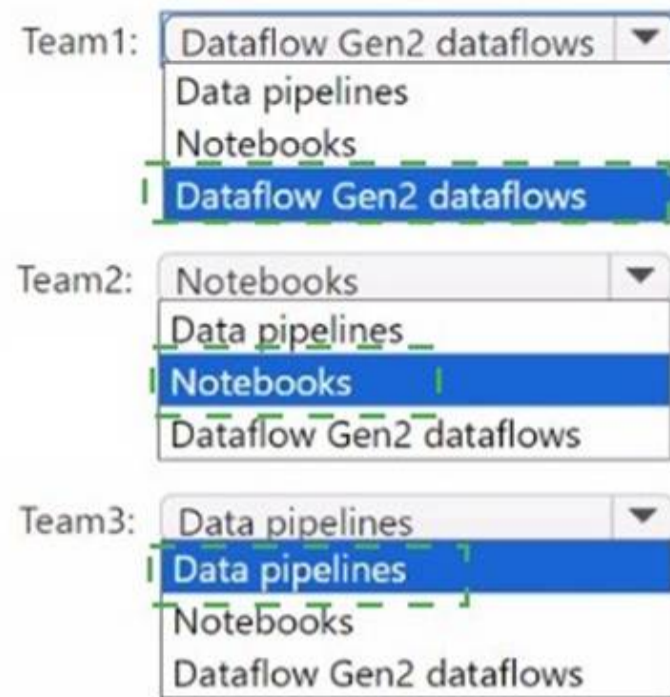 Team1: Dataflow Gen2 dataflows
Data pipelines
Notebooks
Dataflow Gen2 dataflows
Team2: Notebooks
Data pipelines
Notebooks
Dataflow Gen2 dataflows
Team3: Data pipelines
Data pipelines
Notebooks
Dataflow Gen2 dataflows